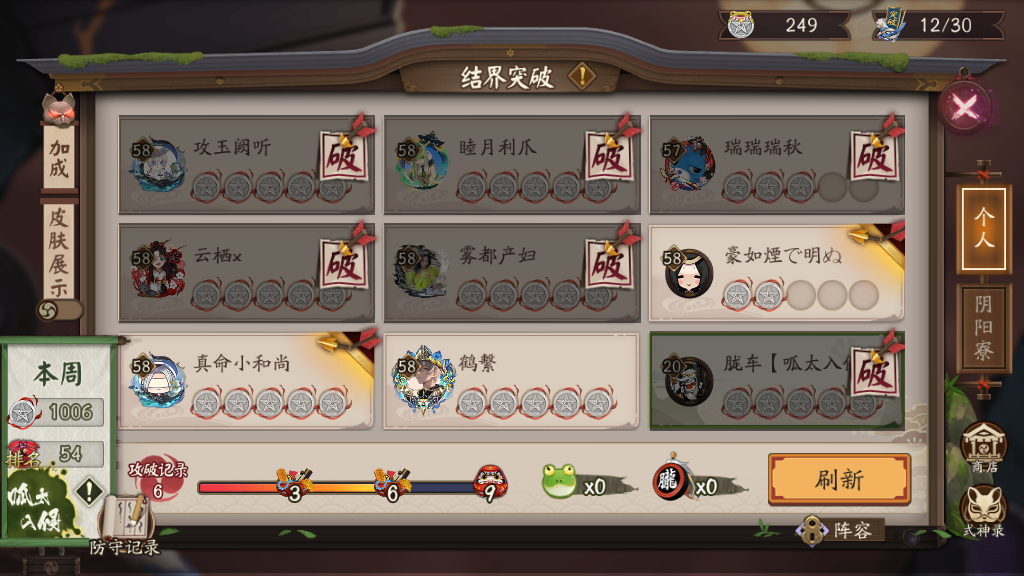 249
12/30
结界突破
加成
皮肤展示
58
攻玉阙听
破
58
睦月利爪
破
57
瑞瑞瑞秋
破
58
云栖x
破
58
雾都产妇
破
58
豪如煙で明ぬ
58
真命小和尚
58
鹤繫
20
胧车【呱太入侵
破
个人
阴阳寮
本周
1006
排名
54
呱太
入侵
攻破记录
6
3
6
9
x0
朧
x0
刷新
防守记录
阵容
商店
式神录